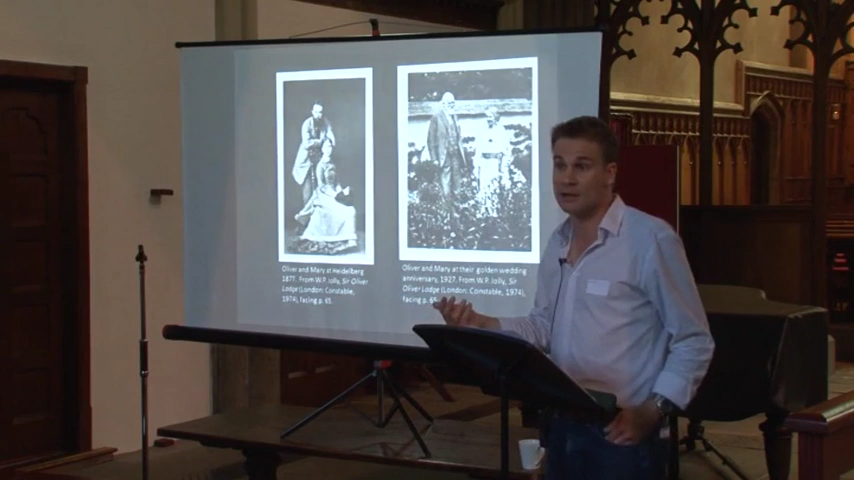 Oliver and Mary at Heidelberg
1877. From W.P. Jolly, Sir Oliver
Lodge (London: Constable,
1974), facing p. 65.
Oliver and Mary at their golden wedding
anniversary, 1927. From W.P. Jolly, Sir
Oliver Lodge (London: Constable, 1974),
facing p. 65